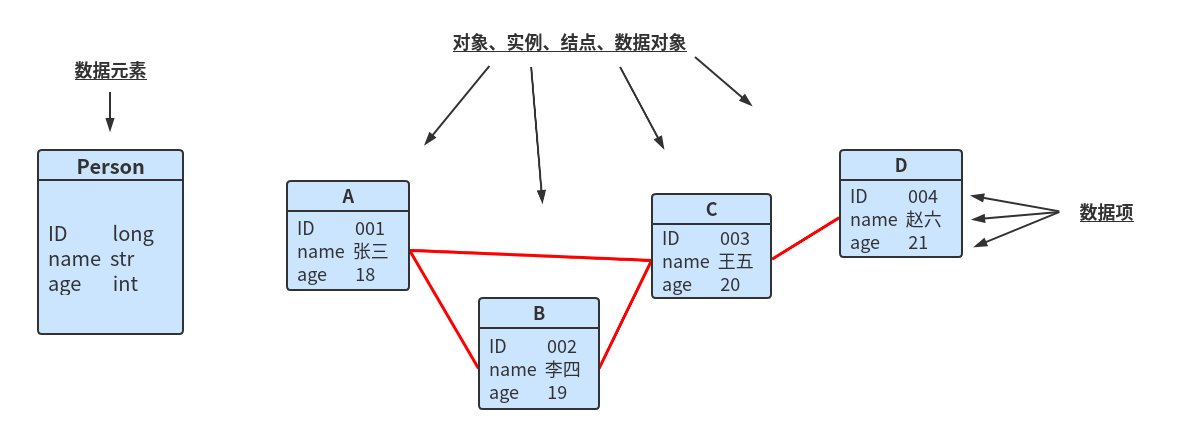 对象、实例、结点、数据对象
数据元素
Person
ID long
name str
age int
A
ID 001
name 张三
age 18
B
ID 002
name 李四
age 19
C
ID 003
name 王五
age 20
D
ID 004
name 赵六
age 21
数据项